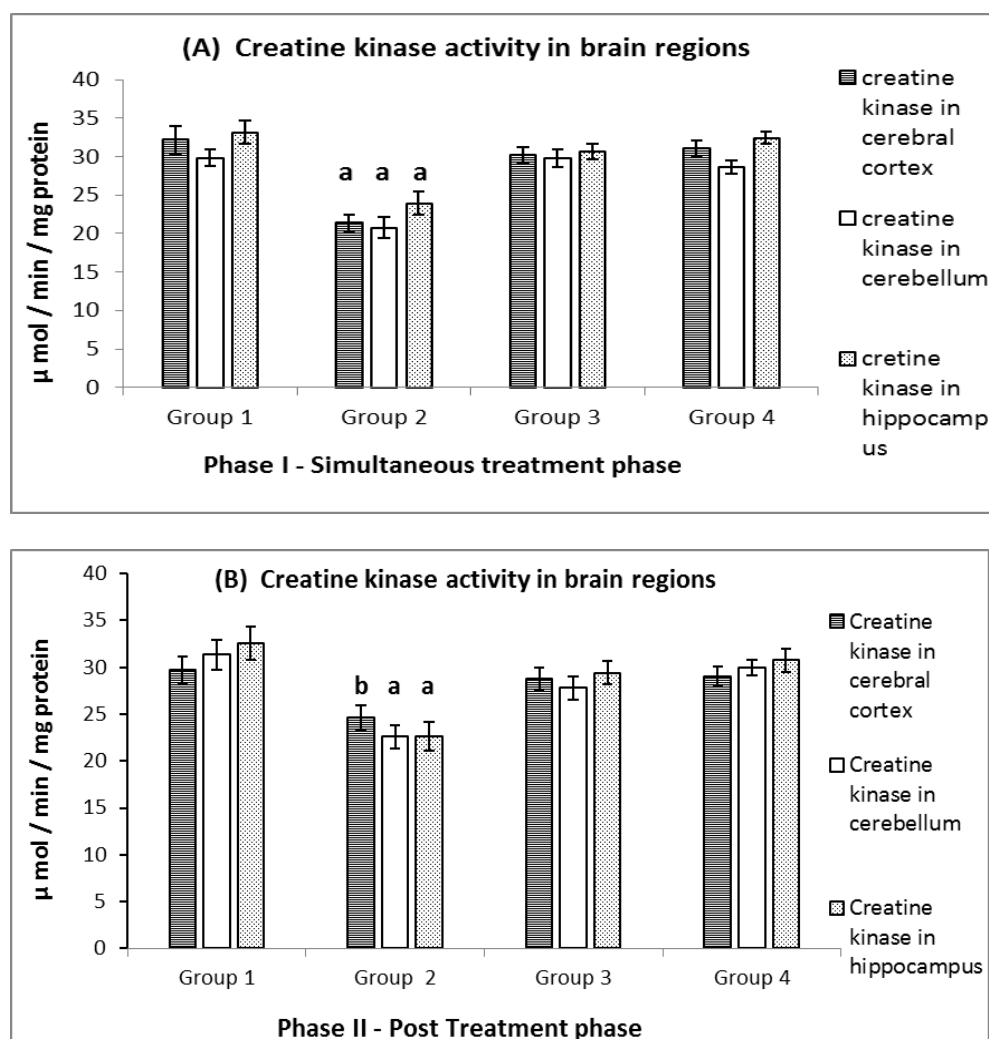 (A) Creatine kinase activity in brain regions
40
35
30
25
20
15
10
5
0
µ mol / min / mg protein
a a a
Group 1 Group 2 Group 3 Group 4
Phase I - Simultaneous treatment phase
creatine
kinase in
cerebral
cortex
creatine
kinase in
cerebellum
cretine
kinase in
hippocamp
us
(B) Creatine kinase activity in brain regions
40
35
30
25
20
15
10
5
0
µ mol / min / mg protein
b a a
Group 1 Group 2 Group 3 Group 4
Phase II - Post Treatment phase
Creatine
kinase in
cerebral
cortex
Creatine
kinase in
cerebellum
Creatine
kinase in
hippocampus